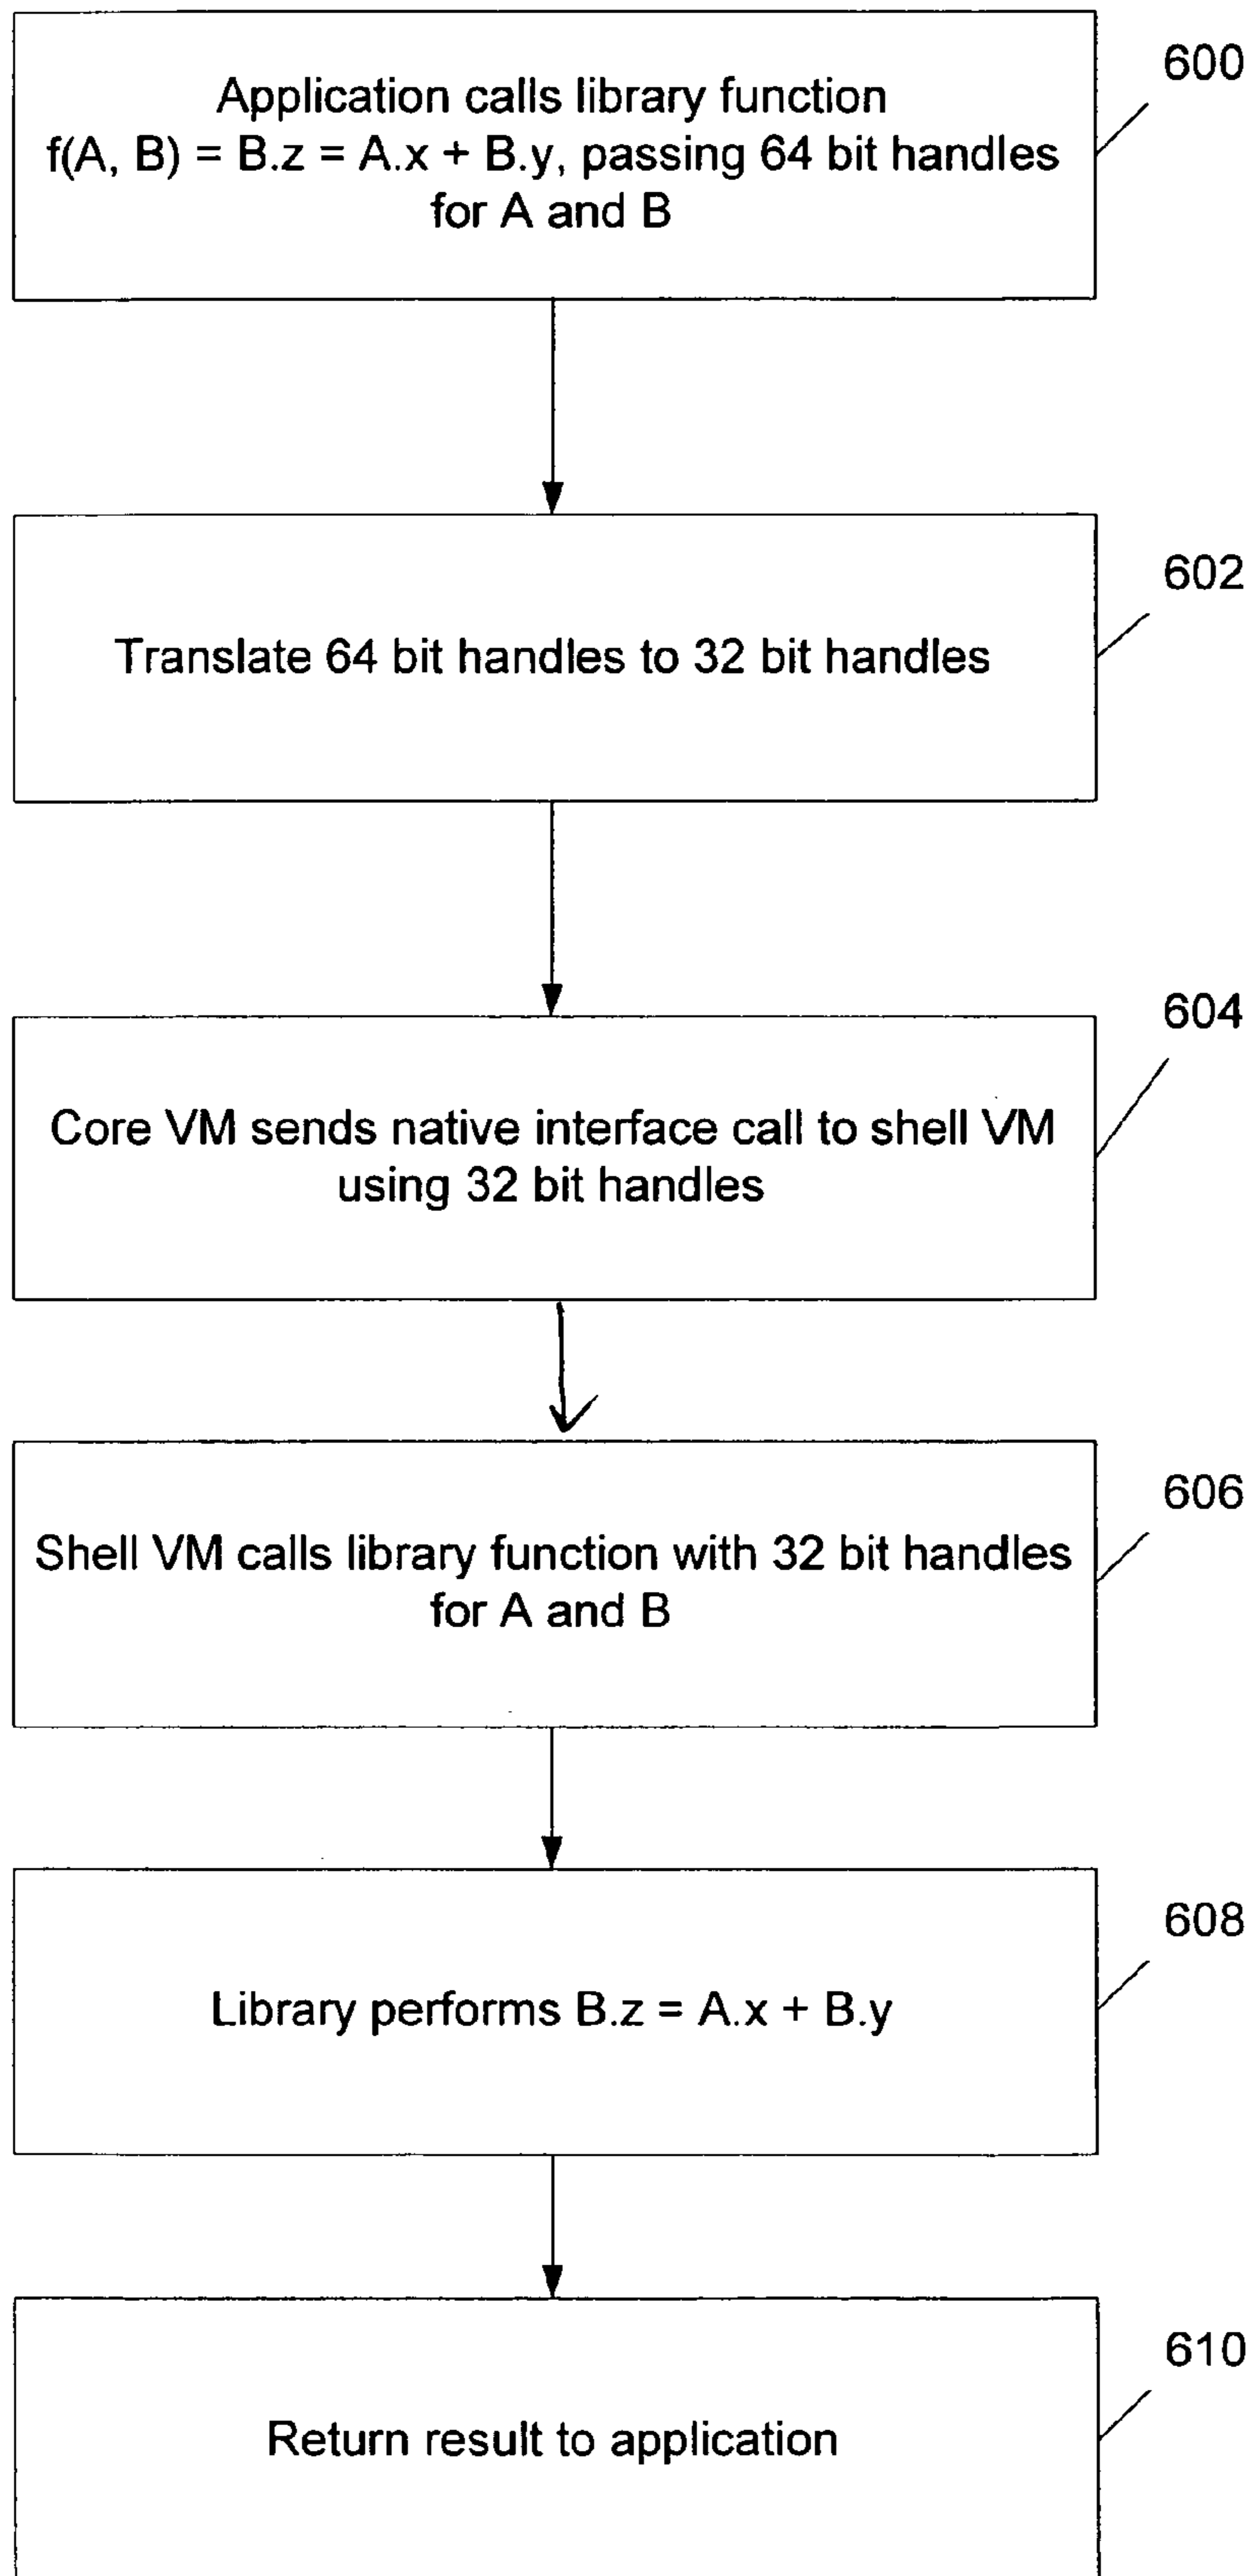 Application calls library function
f(A, B) = B.z = A.x + B.y, passing 64 bit handles
for A and B
600
Translate 64 bit handles to 32 bit handles
602
Core VM sends native interface call to shell VM
using 32 bit handles
604
Shell VM calls library function with 32 bit handles
for A and B
606
Library performs B.z = A.x + B.y
608
Return result to application
610